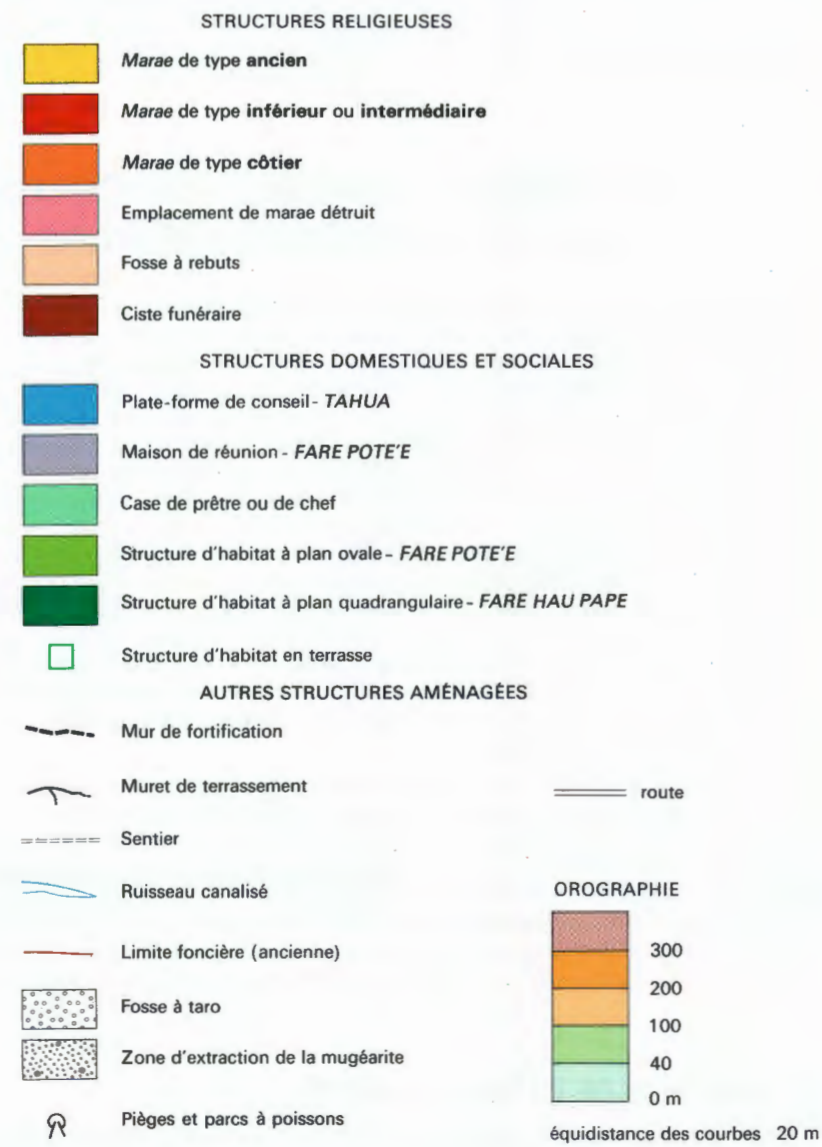 STRUCTURES RELIGIEUSES
Marae de type ancien
Marae de type inférieur ou intermédiaire
Marae de type côtier
Emplacement de marae détruit
Fosse à rebuts
Ciste funéraire
STRUCTURES DOMESTIQUES ET SOCIALES
Plate-forme de conseil - TAHUA
Maison de réunion - FARE POTE'E
Case de prêtre ou de chef
Structure d'habitat à plan ovale - FARE POTE'E
Structure d'habitat à plan quadrangulaire - FARE HAU PAPE
Structure d'habitat en terrasse
AUTRES STRUCTURES AMÉNAGÉES
Mur de fortification
Muret de terrassement
Sentier
Ruisseau canalisé
Limite foncière (ancienne)
Fosse à taro
Zone d'extraction de la mugéarite
Pièges et parcs à poissons
route
OROGRAPHIE
300
200
100
40
0 m
équidistance des courbes 20 m